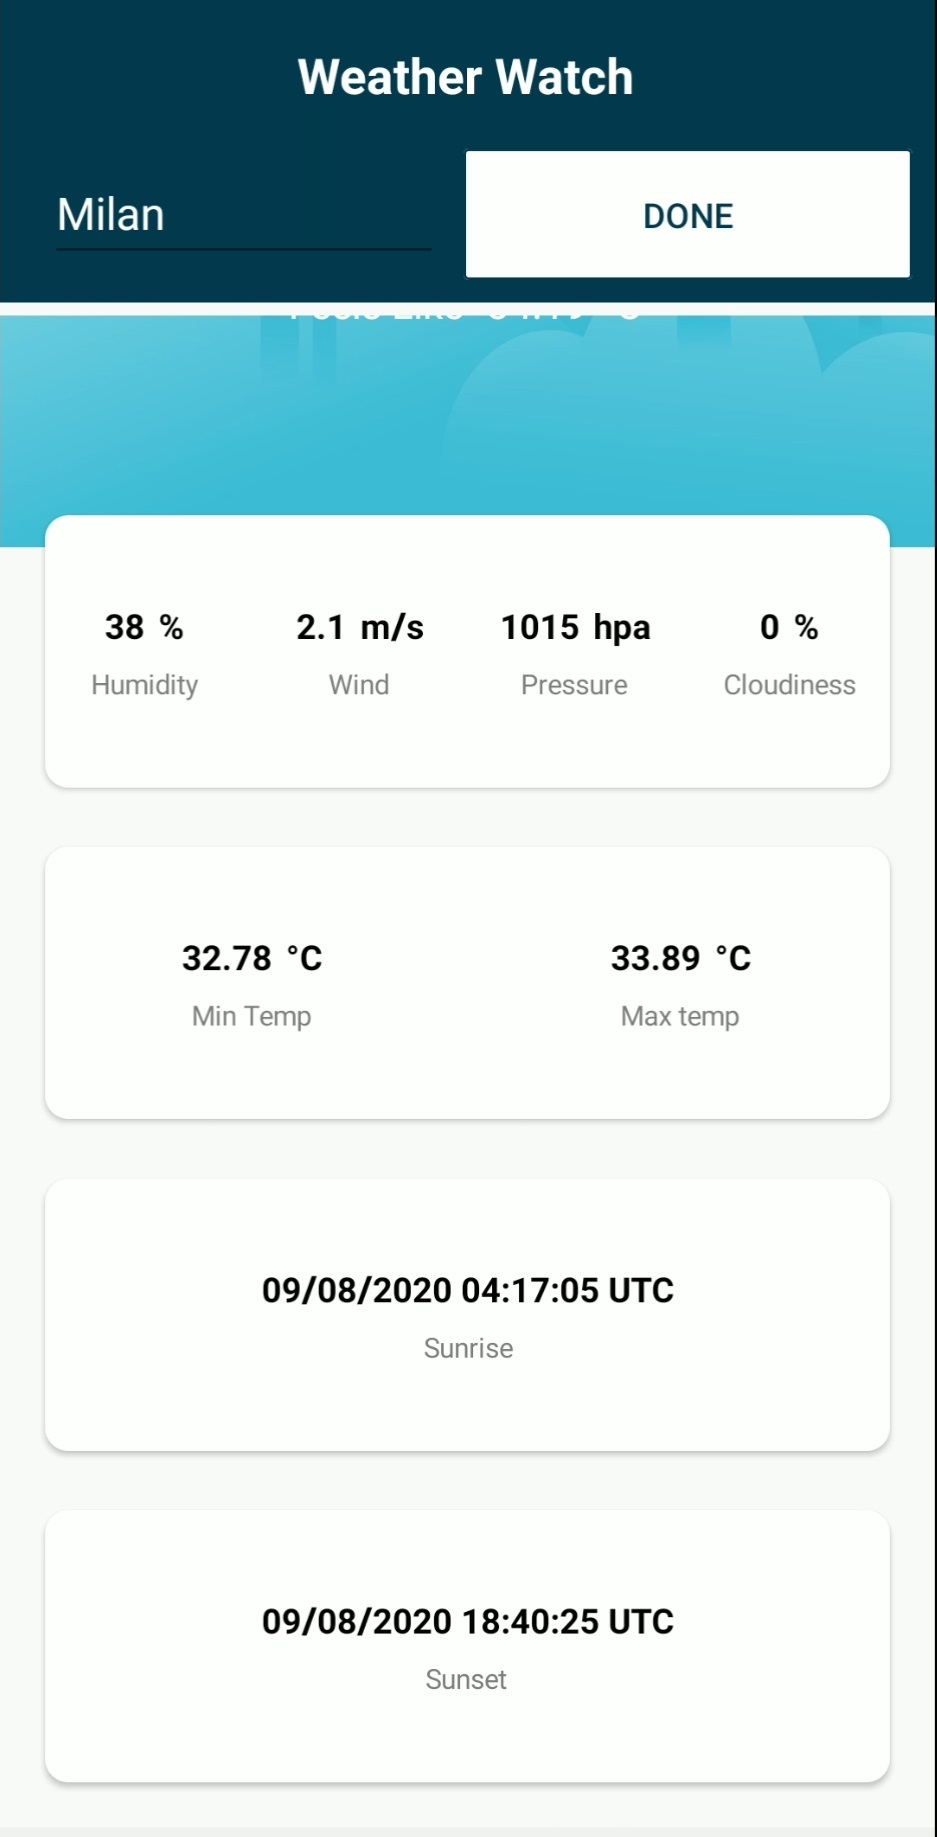 Weather Watch
Milan
DONE
Feels Like
38 % 2.1 m/s 1015 hpa 0 %
Humidity Wind Pressure Cloudiness
32.78 °C 33.89 °C
Min Temp Max temp
09/08/2020 04:17:05 UTC
Sunrise
09/08/2020 18:40:25 UTC
Sunset